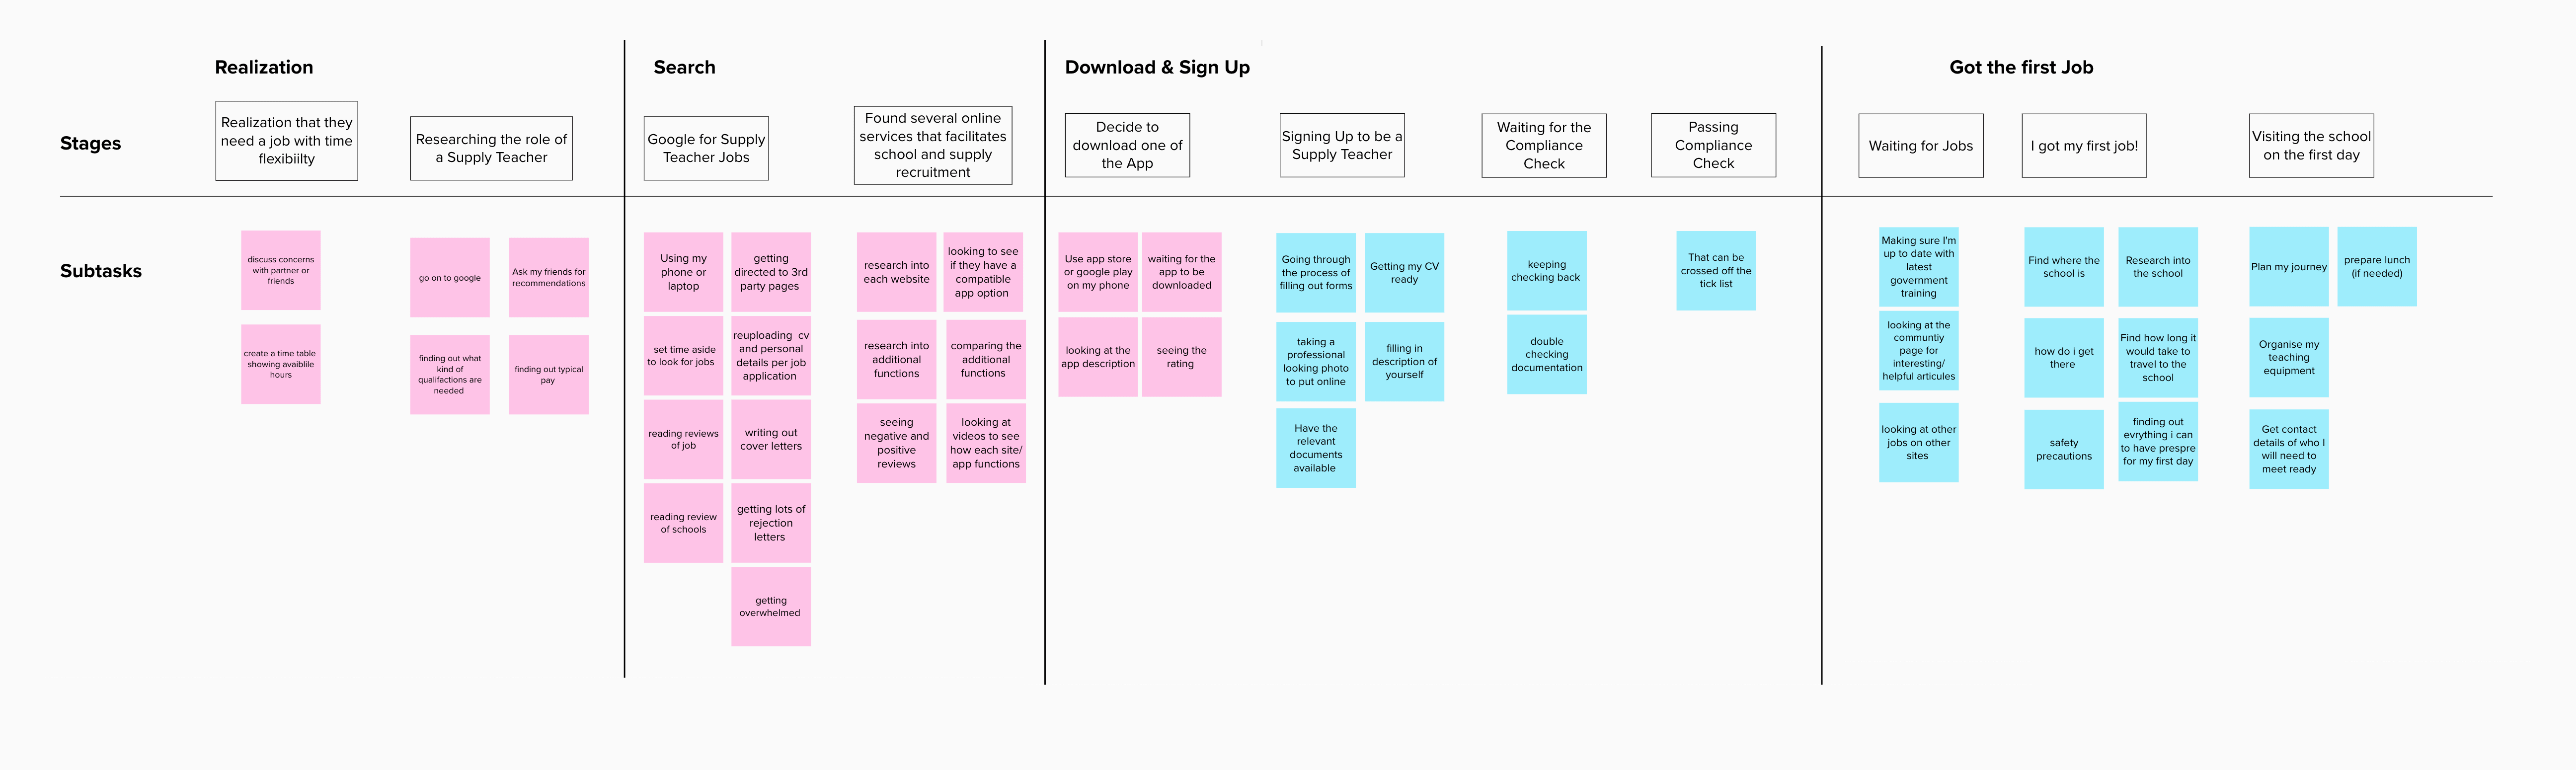 Realization
Search
Download & Sign Up
Got the first Job
Stages
Realization that they
need a job with time
flexibiilty
Researching the role of
a Supply Teacher
Google for Supply
Teacher Jobs
Found several online
services that facilitates
school and supply
recruitment
Decide to
download one of
the App
Signing Up to be a
Supply Teacher
Waiting for the
Compliance
Check
Passing
Compliance
Check
Waiting for Jobs
I got my first job!
Visiting the school
on the first day
Subtasks
discuss concerns
with partner or
friends
create a time table
showing avaiblile
hours
go on to google
Ask my friends for
recommendations
finding out what
kind of
qualifactions are
needed
finding out typical
pay
Using my
phone or
laptop
getting
directed to 3rd
party pages
set time aside
to look for jobs
reuploading cv
and personal
details per job
application
reading reviews
of job
writing out
cover letters
reading review
of schools
getting lots of
rejection
letters
getting
overwhelmed
research into
each website
looking to see
if they have a
compatible
app option
research into
additional
functions
comparing the
additional
functions
seeing
negative and
positive
reviews
looking at
videos to see
how each site/
app functions
Use app store
or google play
on my phone
waiting for the
app to be
downloaded
looking at the
app description
seeing the
rating
Going through
the process of
filling out forms
Getting my CV
ready
taking a
professional
looking photo
to put online
filling in
description of
yourself
Have the
relevant
documents
available
keeping
checking back
double
checking
documentation
That can be
crossed off the
tick list
Making sure I'm
up to date with
latest
government
training
looking at the
communtiy
page for
interesting/
helpful articules
looking at other
jobs on other
sites
Find where the
school is
Research into
the school
how do i get
there
Find how long it
would take to
travel to the
school
safety
precautions
finding out
evrything i can
to have prespre
for my first day
Plan my journey
prepare lunch
(if needed)
Organise my
teaching
equipment
Get contact
details of who I
will need to
meet ready